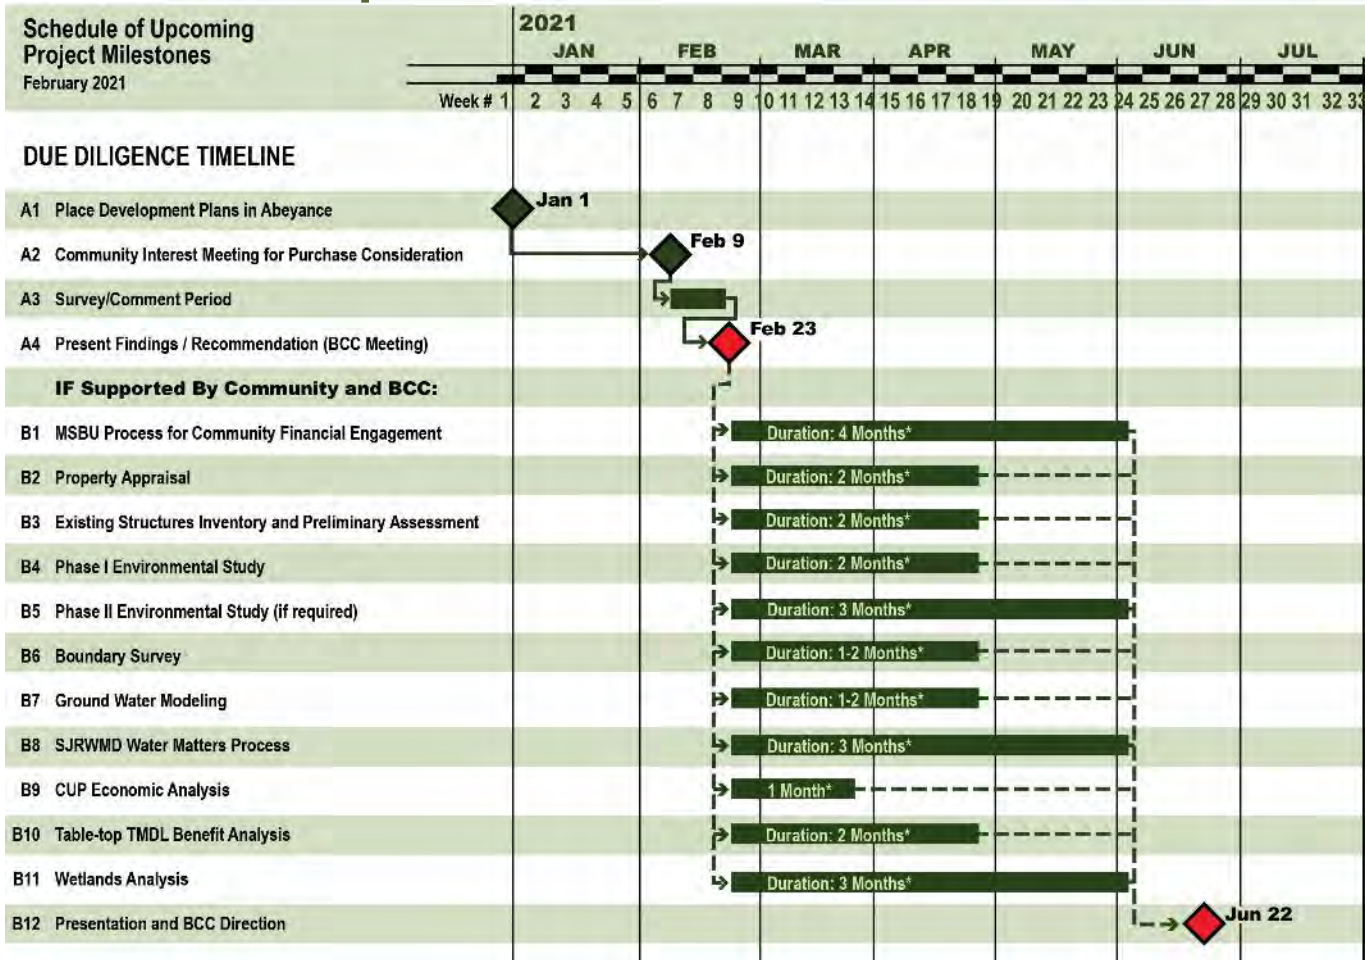 Schedule of Upcoming
Project Milestones
February 2021
2021
JAN FEB MAR APR MAY JUN JUL
Week # 1 2 3 4 5 6 7 8 9 10 11 12 13 14 15 16 17 18 19 20 21 22 23 24 25 26 27 28 29 30 31 32 33
DUE DILIGENCE TIMELINE
A1 Place Development Plans in Abeyance Jan 1
A2 Community Interest Meeting for Purchase Consideration Feb 9
A3 Survey/Comment Period
A4 Present Findings / Recommendation (BCC Meeting) Feb 23
IF Supported By Community and BCC:
B1 MSBU Process for Community Financial Engagement Duration: 4 Months*
B2 Property Appraisal Duration: 2 Months*
B3 Existing Structures Inventory and Preliminary Assessment Duration: 2 Months*
B4 Phase I Environmental Study Duration: 2 Months*
B5 Phase II Environmental Study (if required) Duration: 3 Months*
B6 Boundary Survey Duration: 1-2 Months*
B7 Ground Water Modeling Duration: 1-2 Months*
B8 SJRWMD Water Matters Process Duration: 3 Months*
B9 CUP Economic Analysis 1 Month*
B10 Table-top TMDL Benefit Analysis Duration: 2 Months*
B11 Wetlands Analysis Duration: 3 Months*
B12 Presentation and BCC Direction Jun 22